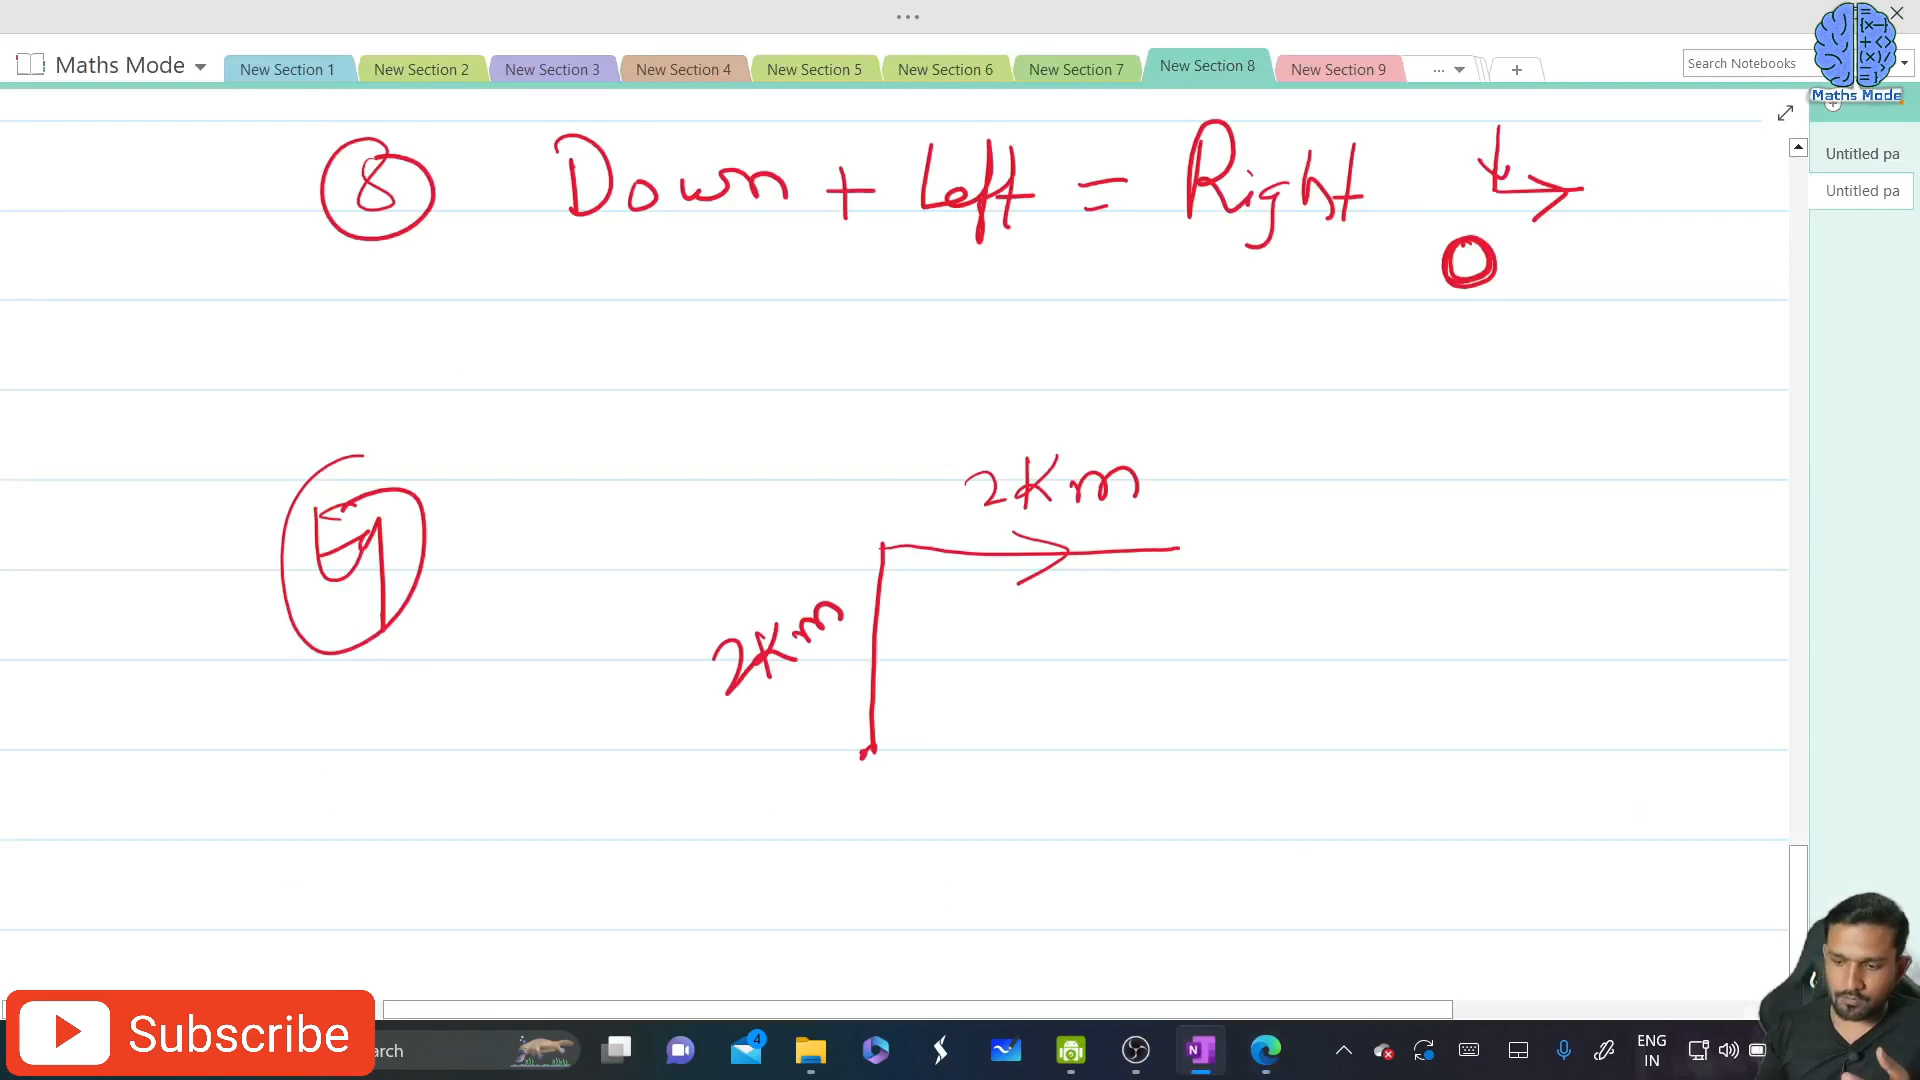 ...
Maths Mode
New Section 1
New Section 2
New Section 3
New Section 4
New Section 5
New Section 6
New Section 7
New Section 8
New Section 9
...
+
Search Notebooks
Maths Mode
Untitled pa
Untitled pa
8 Down + Left = Right
9
2Km
2Km
Subscribe
arch
4
ENG
IN